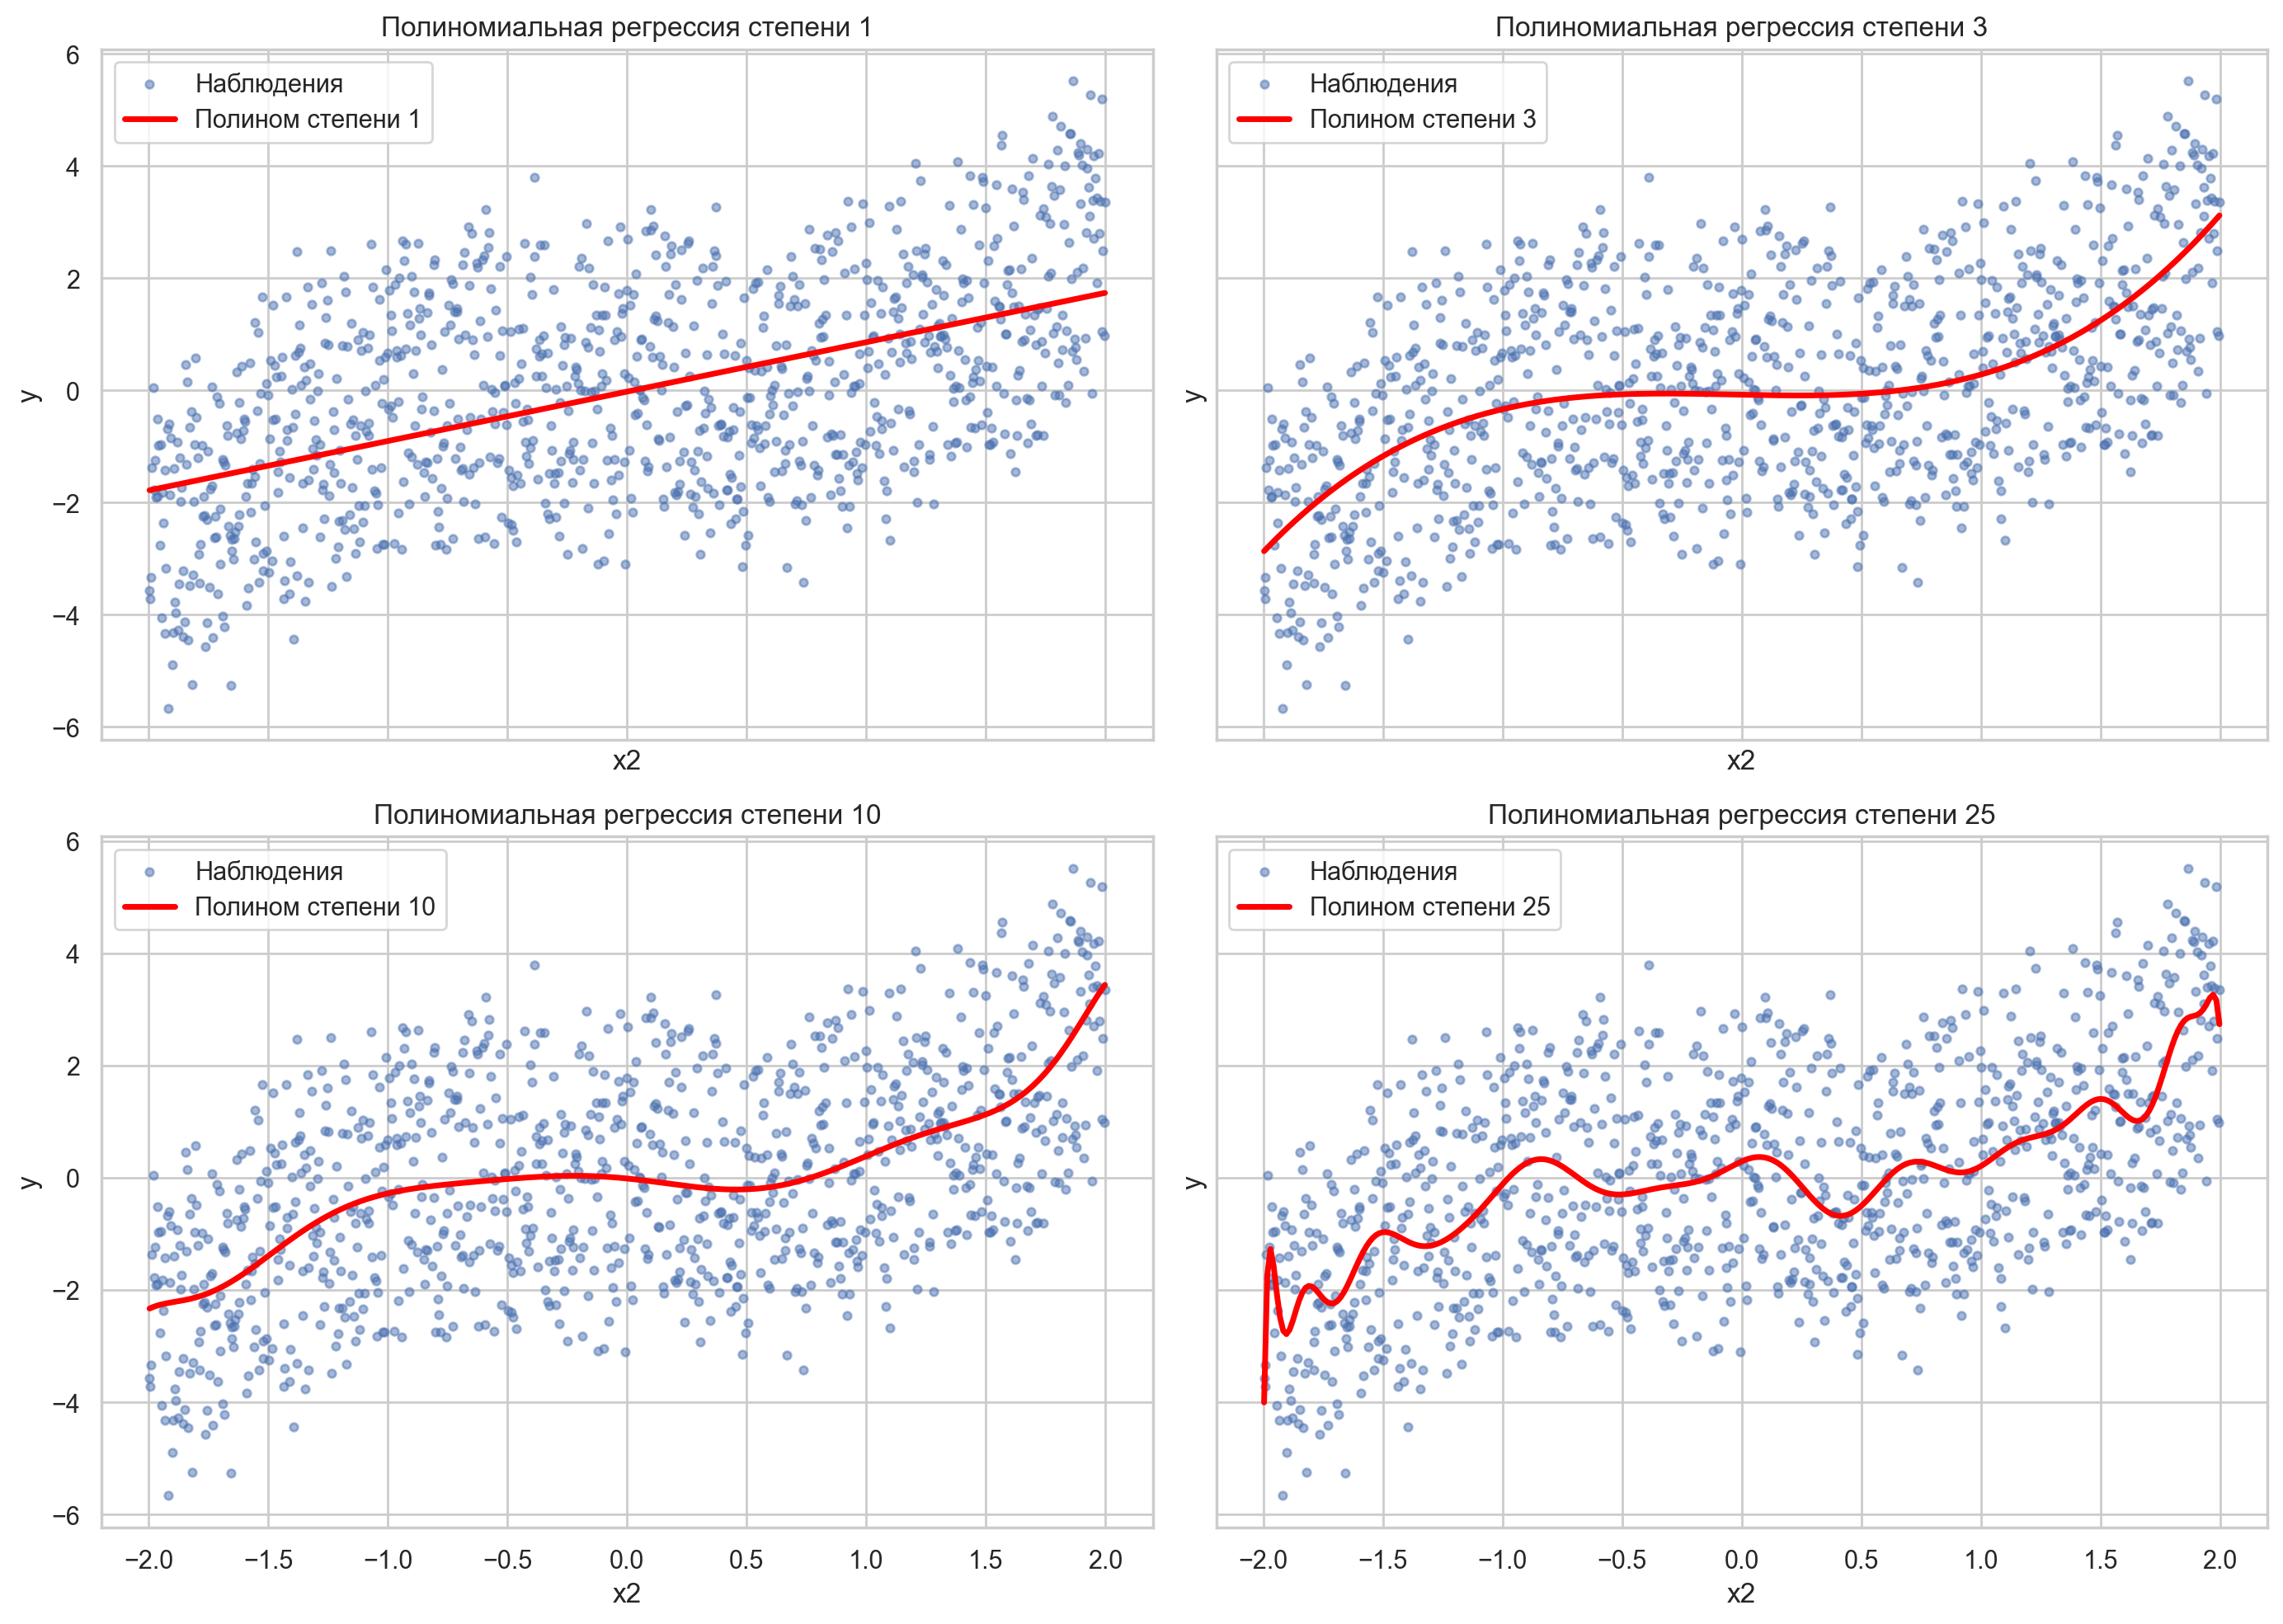 Полиномиальная регрессия степени 1
Наблюдения
Полином степени 1
6
4
2
0
−2
−4
−6
y
x2
Полиномиальная регрессия степени 3
Наблюдения
Полином степени 3
y
x2
Полиномиальная регрессия степени 10
Наблюдения
Полином степени 10
6
4
2
0
−2
−4
−6
y
−2.0 −1.5 −1.0 −0.5 0.0 0.5 1.0 1.5 2.0
x2
Полиномиальная регрессия степени 25
Наблюдения
Полином степени 25
y
−2.0 −1.5 −1.0 −0.5 0.0 0.5 1.0 1.5 2.0
x2